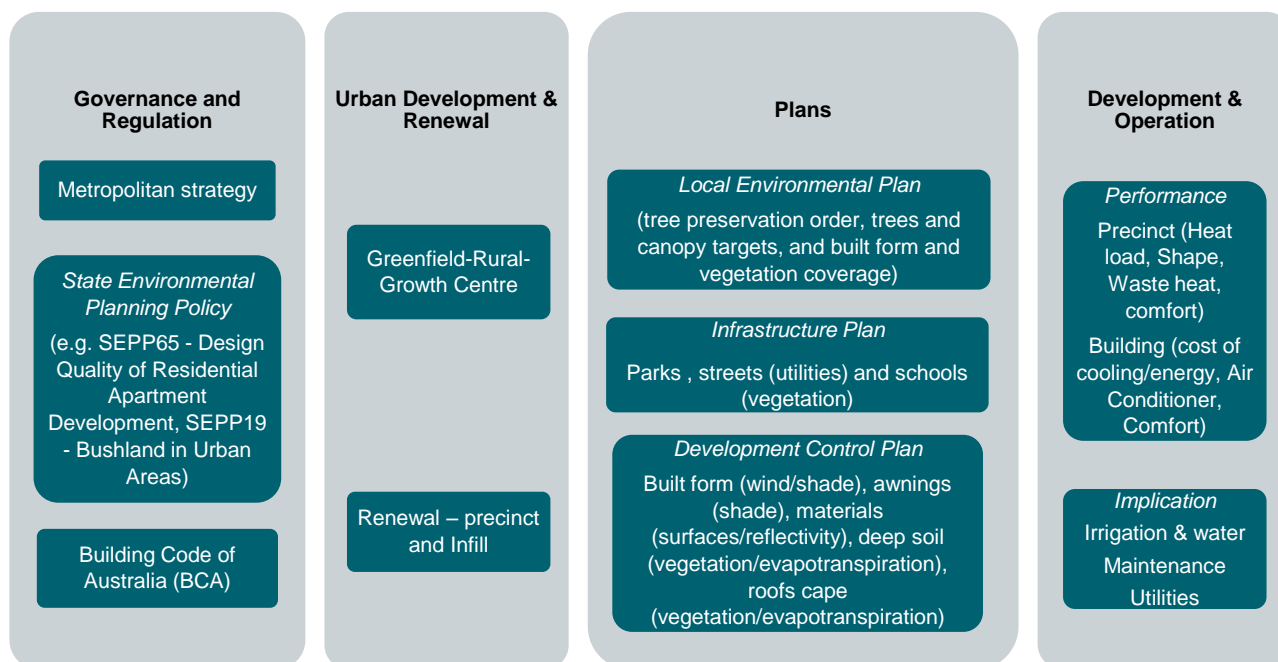 Governance and
Regulation
Metropolitan strategy
State Environmental
Planning Policy
(e.g. SEPP65 - Design
Quality of Residential
Apartment
Development, SEPP19
- Bushland in Urban
Areas)
Building Code of
Australia (BCA)
Urban Development &
Renewal
Greenfield-Rural-
Growth Centre
Renewal – precinct
and Infill
Plans
Local Environmental Plan
(tree preservation order, trees and
canopy targets, and built form and
vegetation coverage)
Infrastructure Plan
Parks , streets (utilities) and schools
(vegetation)
Development Control Plan
Built form (wind/shade), awnings
(shade), materials
(surfaces/reflectivity), deep soil
(vegetation/evapotranspiration),
roofs cape
(vegetation/evapotranspiration)
Development &
Operation
Performance
Precinct (Heat
load, Shape,
Waste heat,
comfort)
Building (cost of
cooling/energy, Air
Conditioner,
Comfort)
Implication
Irrigation & water
Maintenance
Utilities